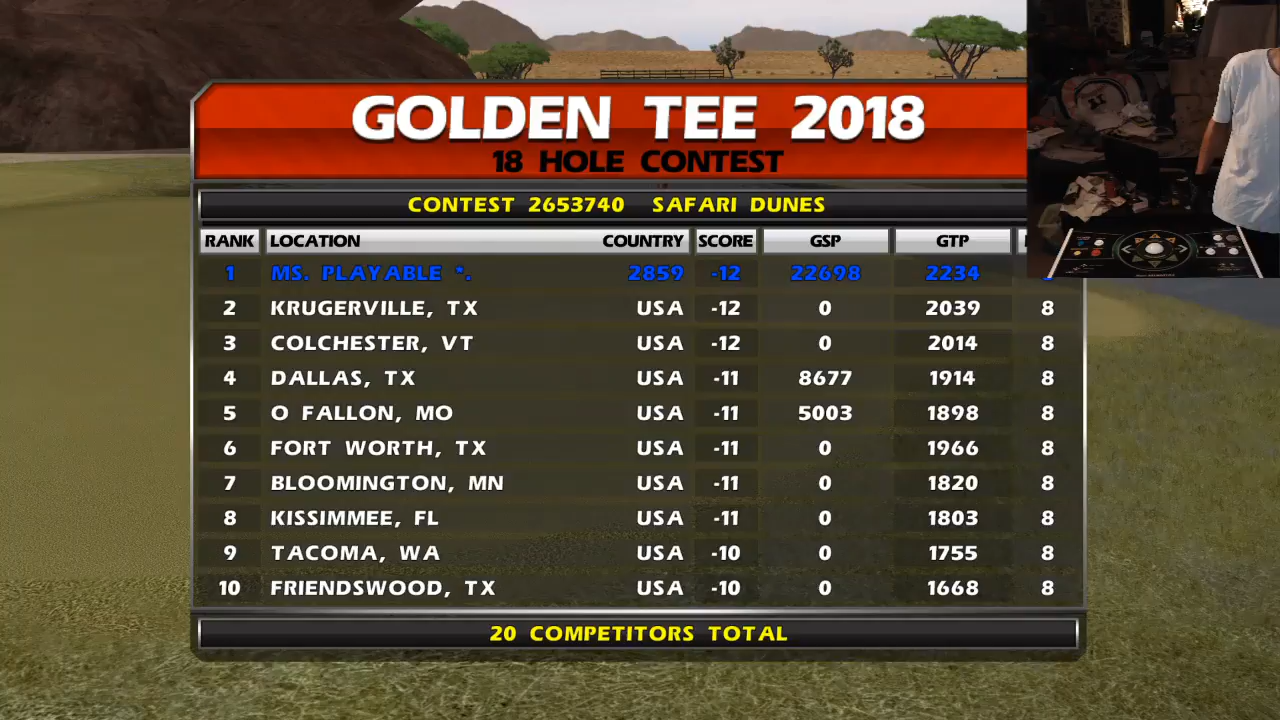 GOLDEN TEE 2018
18 HOLE CONTEST
CONTEST 2653740 SAFARI DUNES
RANK LOCATION COUNTRY SCORE GSP GTP
1 MS. PLAYABLE *. 2859 -12 22698 2234
2 KRUGERVILLE, TX USA -12 0 2039 8
3 COLCHESTER, VT USA -12 0 2014 8
4 DALLAS, TX USA -11 8677 1914 8
5 O FALLON, MO USA -11 5003 1898 8
6 FORT WORTH, TX USA -11 0 1966 8
7 BLOOMINGTON, MN USA -11 0 1820 8
8 KISSIMMEE, FL USA -11 0 1803 8
9 TACOMA, WA USA -10 0 1755 8
10 FRIENDSWOOD, TX USA -10 0 1668 8
20 COMPETITORS TOTAL